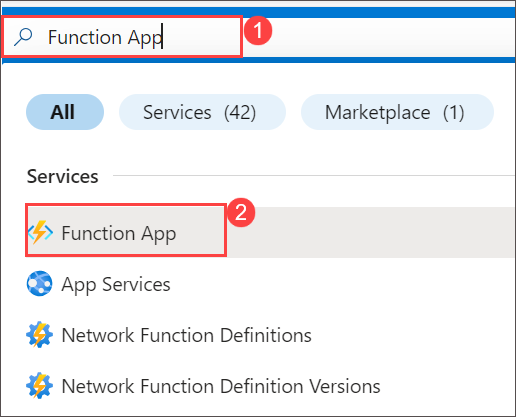 Function App
1
All
Services (42)
Marketplace (1)
Services
2
Function App
App Services
Network Function Definitions
Network Function Definition Versions